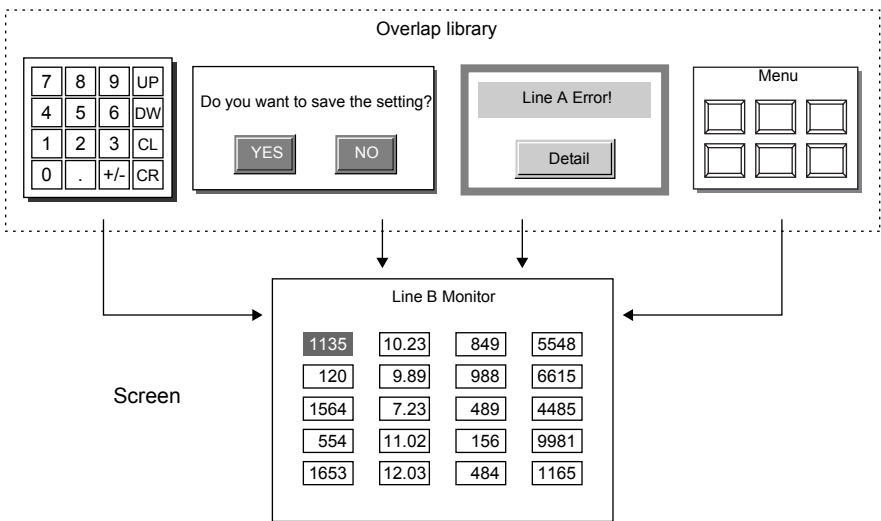 Overlap library
7 8 9 UP
4 5 6 DW
1 2 3 CL
0 . +/- CR
Do you want to save the setting?
YES NO
Line A Error!
Detail
Menu
Line B Monitor
1135 10.23 849 5548
120 9.89 988 6615
1564 7.23 489 4485
554 11.02 156 9981
1653 12.03 484 1165
Screen